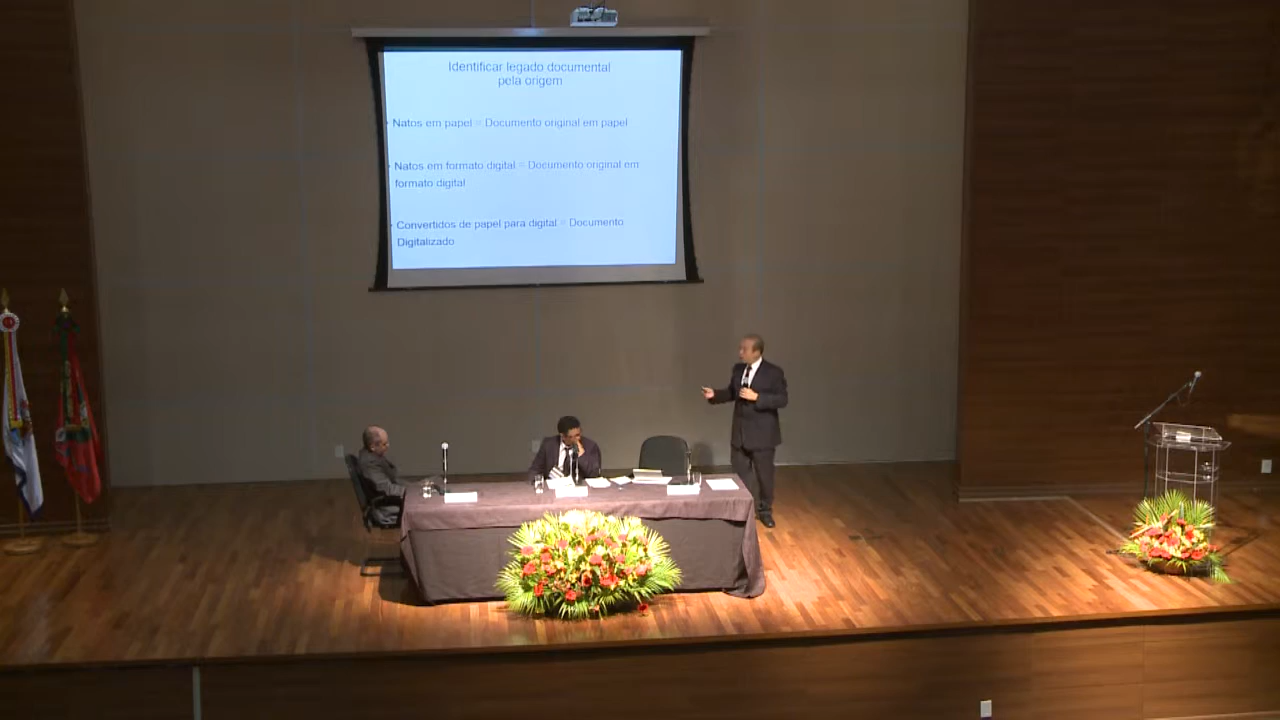 Identificar legado documental
pela origem
• Natos em papel = Documento original em papel
• Natos em formato digital = Documento original em
formato digital
• Convertidos de papel para digital = Documento
Digitalizado